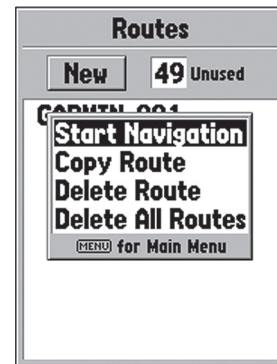 Routes
New 49 Unused
Start Navigation
Copy Route
Delete Route
Delete All Routes
MENU for Main Menu